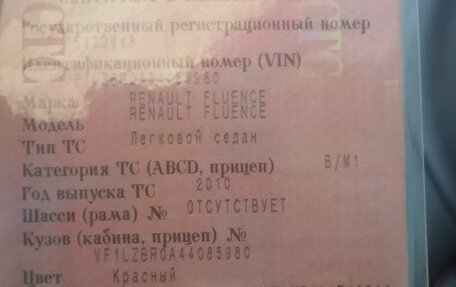 Государственный регистрационный номер
Идентификационный номер (VIN)
Марка RENAULT FLUENCE
Модель RENAULT FLUENCE
Тип ТС Легковой седан
Категория ТС (ABCD, прицеп) B/M1
Год выпуска ТС 2010
Шасси (рама) № ОТСУТСТВУЕТ
Кузов (кабина, прицеп) №
VF1LZBR0A44085980
Цвет Красный